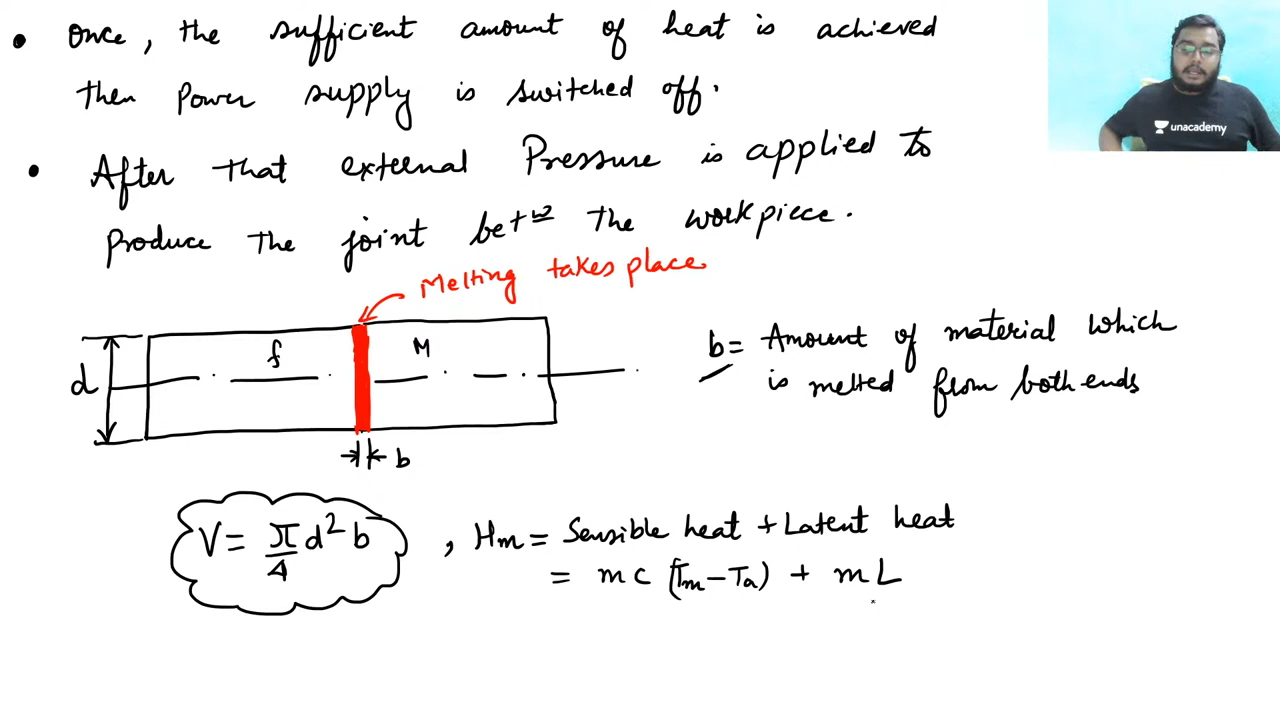 • Once, the sufficient amount of heat is achieved
then Power supply is switched off.
• After that external Pressure is applied to
Produce the joint betw the workpiece.
Melting takes place
f
M
d
b
b= Amount of material which
is melted from both ends
V = π/4 d² b , Hm = Sensible heat + Latent heat
= mc (Tm - Ta) + mL
unacademy